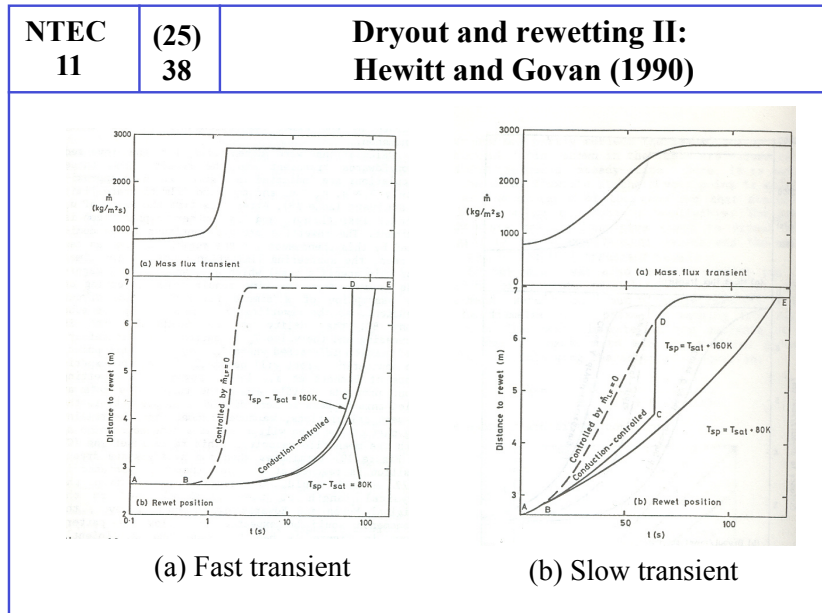 NTEC
11
(25)
38
Dryout and rewetting II:
Hewitt and Govan (1990)
3000
2000
ṁ
(kg/m²s)
1000
0
(a) Mass flux transient
7
6
5
4
3
2
Distance to rewet (m)
A
B
C
D
E
Controlled by ṁLF=0
Tsp - Tsat = 160K
Conduction-controlled
Tsp - Tsat = 80K
(b) Rewet position
0·1
1
10
100
t (s)
(a) Fast transient
3000
2000
ṁ
(kg/m²s)
1000
0
(a) Mass flux transient
7
6
5
4
3
Distance to rewet (m)
A
B
C
D
E
Controlled by ṁLF=0
Conduction-controlled
Tsp = Tsat + 160K
Tsp = Tsat + 80K
(b) Rewet position
50
100
t (s)
(b) Slow transient